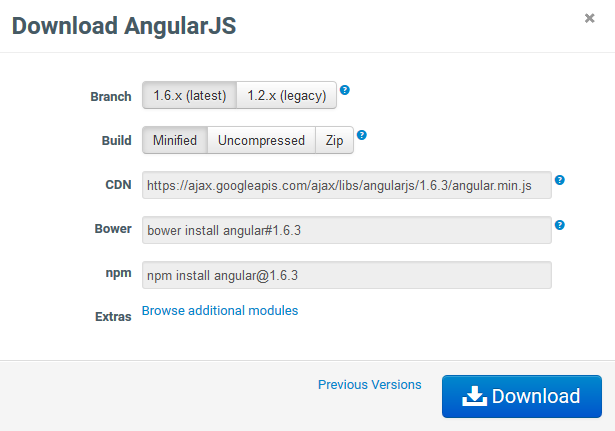 Download AngularJS ×
Branch 1.6.x (latest) 1.2.x (legacy) ?
Build Minified Uncompressed Zip ?
CDN https://ajax.googleapis.com/ajax/libs/angularjs/1.6.3/angular.min.js ?
Bower bower install angular#1.6.3 ?
npm npm install angular@1.6.3
Extras Browse additional modules
Previous Versions Download